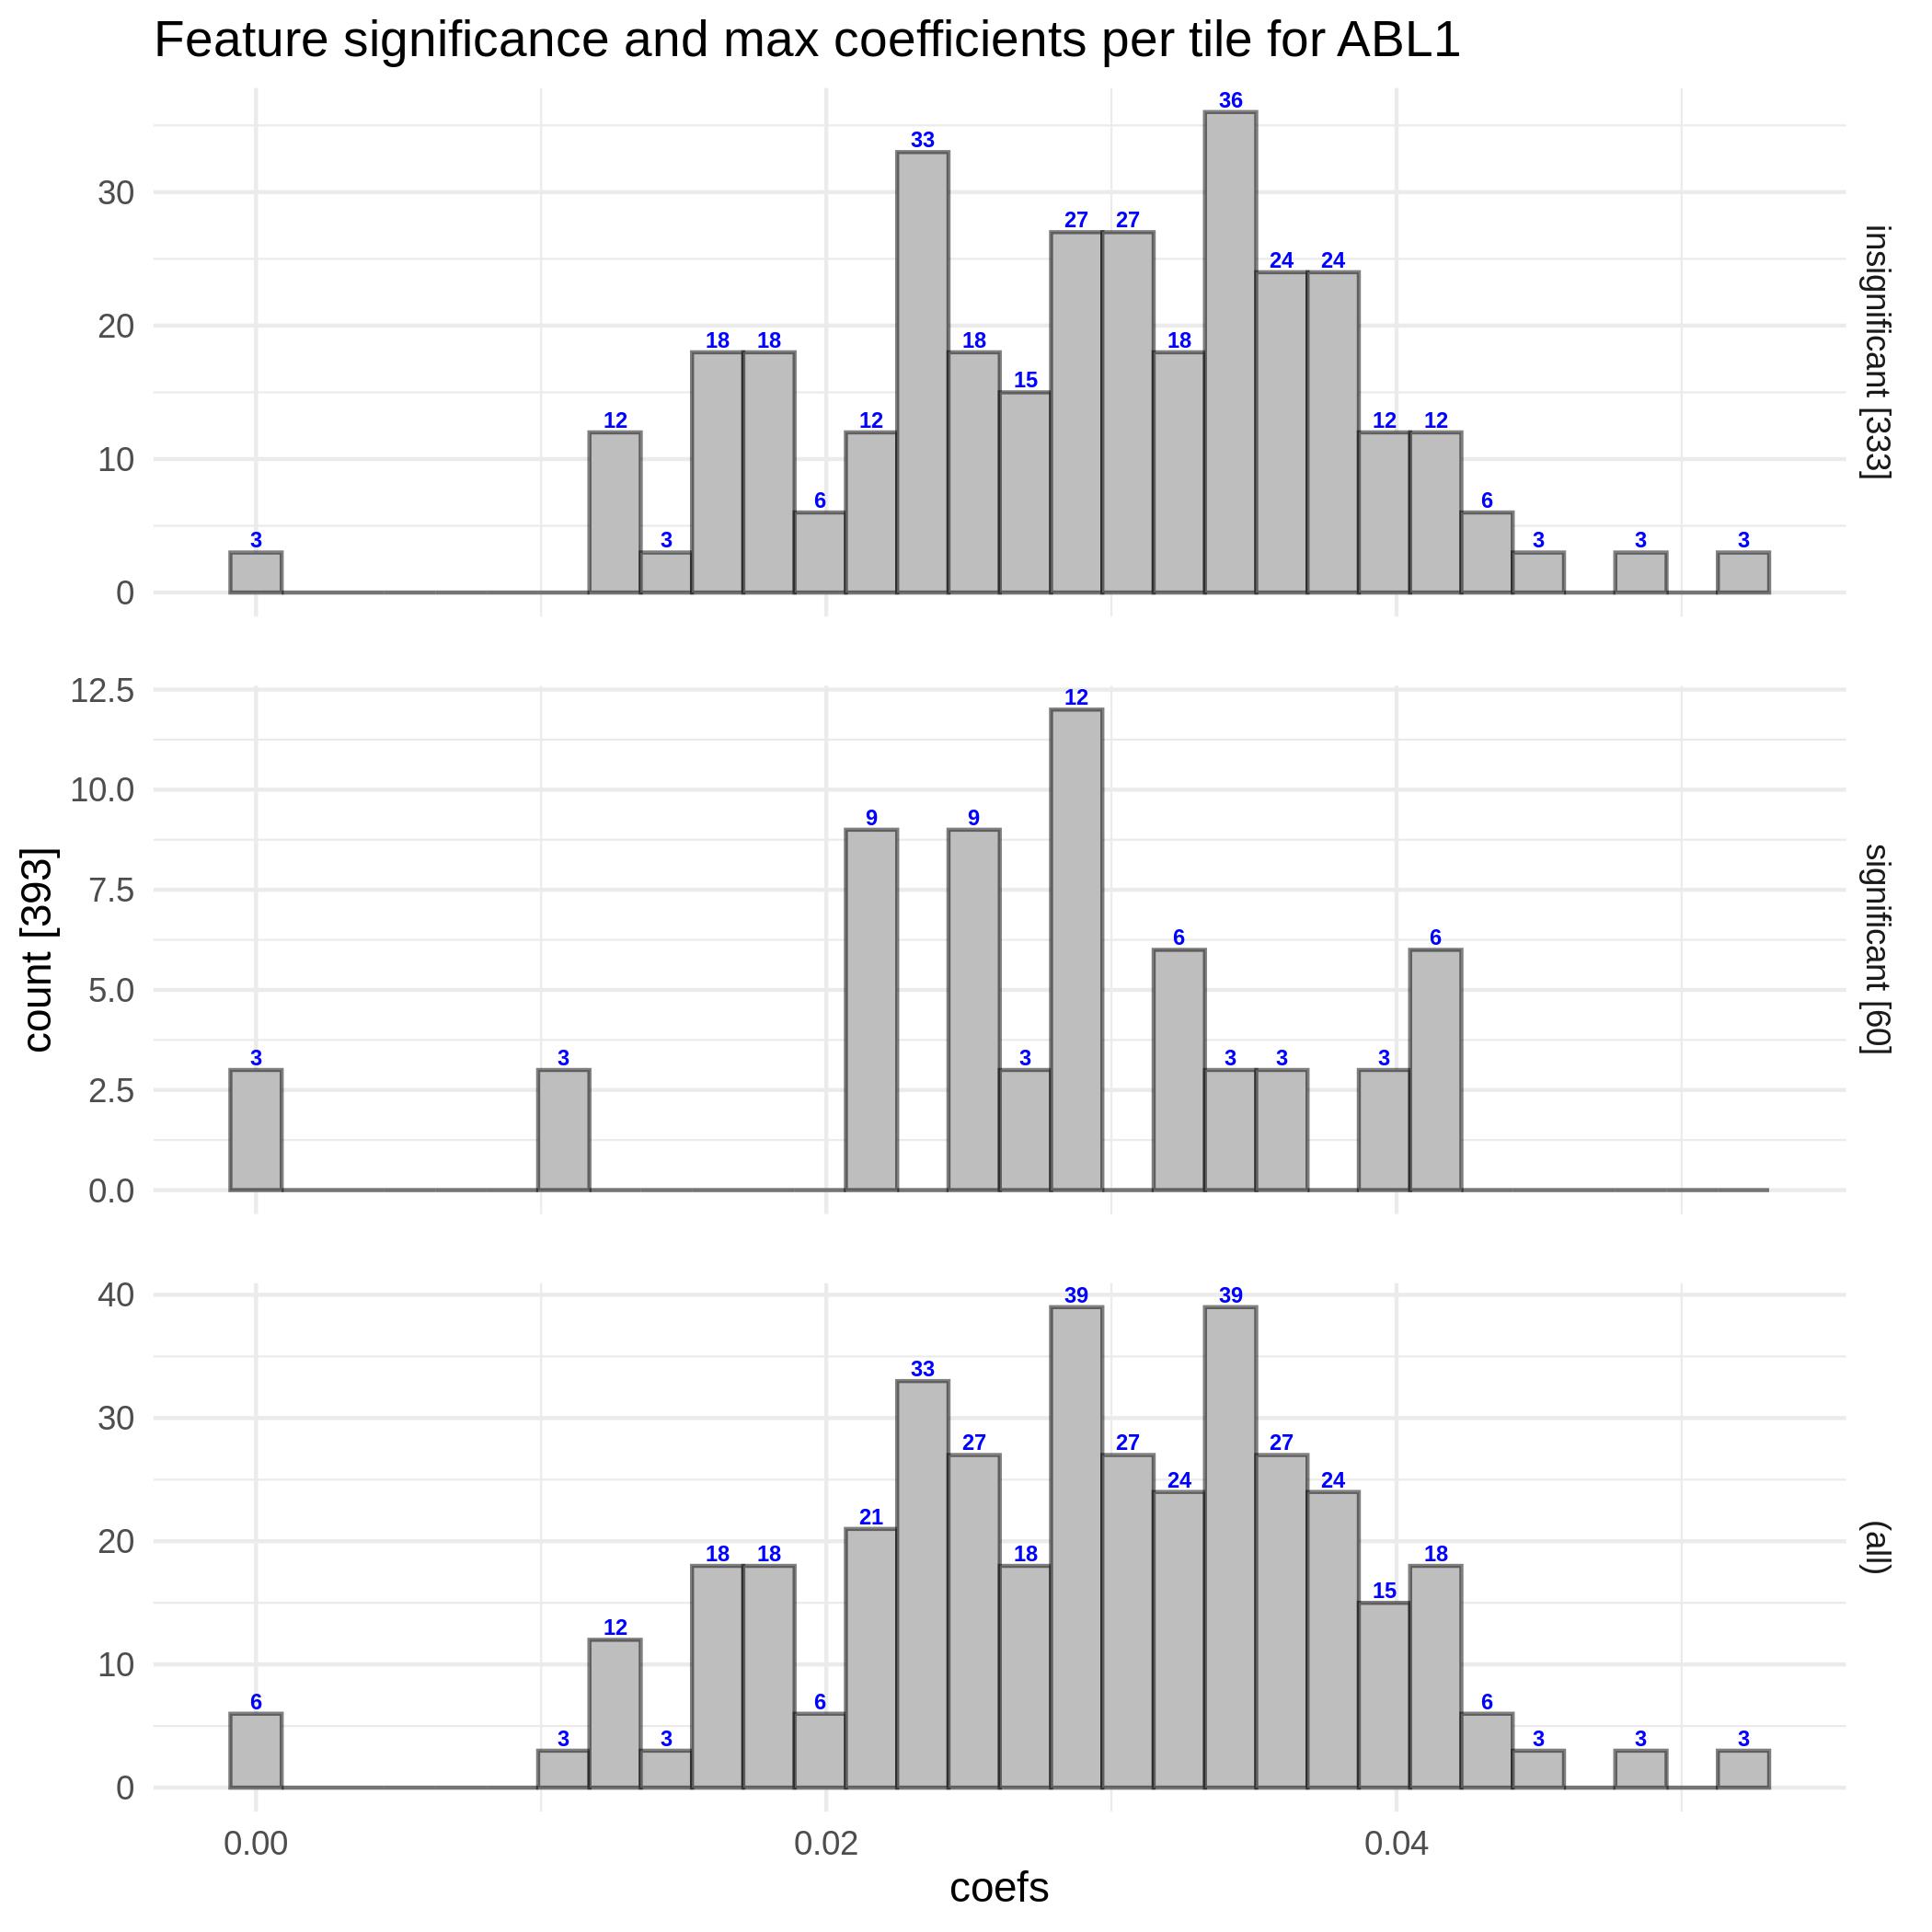 Feature significance and max coefficients per tile for ABL1
36
33
30
27 27
24 24
20
18 18 18 18
15
12 12 12 12
10
6 6
3 3 3 3 3
0
insignificant [333]
12.5
12
10.0
9 9
7.5
6 6
5.0
3 3 3 3 3 3
2.5
0.0
significant [60]
count [393]
40
39 39
33
30
27 27 27
24 24
21
20
18 18 18 18
15
12
10
6 6 6
3 3 3 3 3
0
(all)
0.00 0.02 0.04
coefs